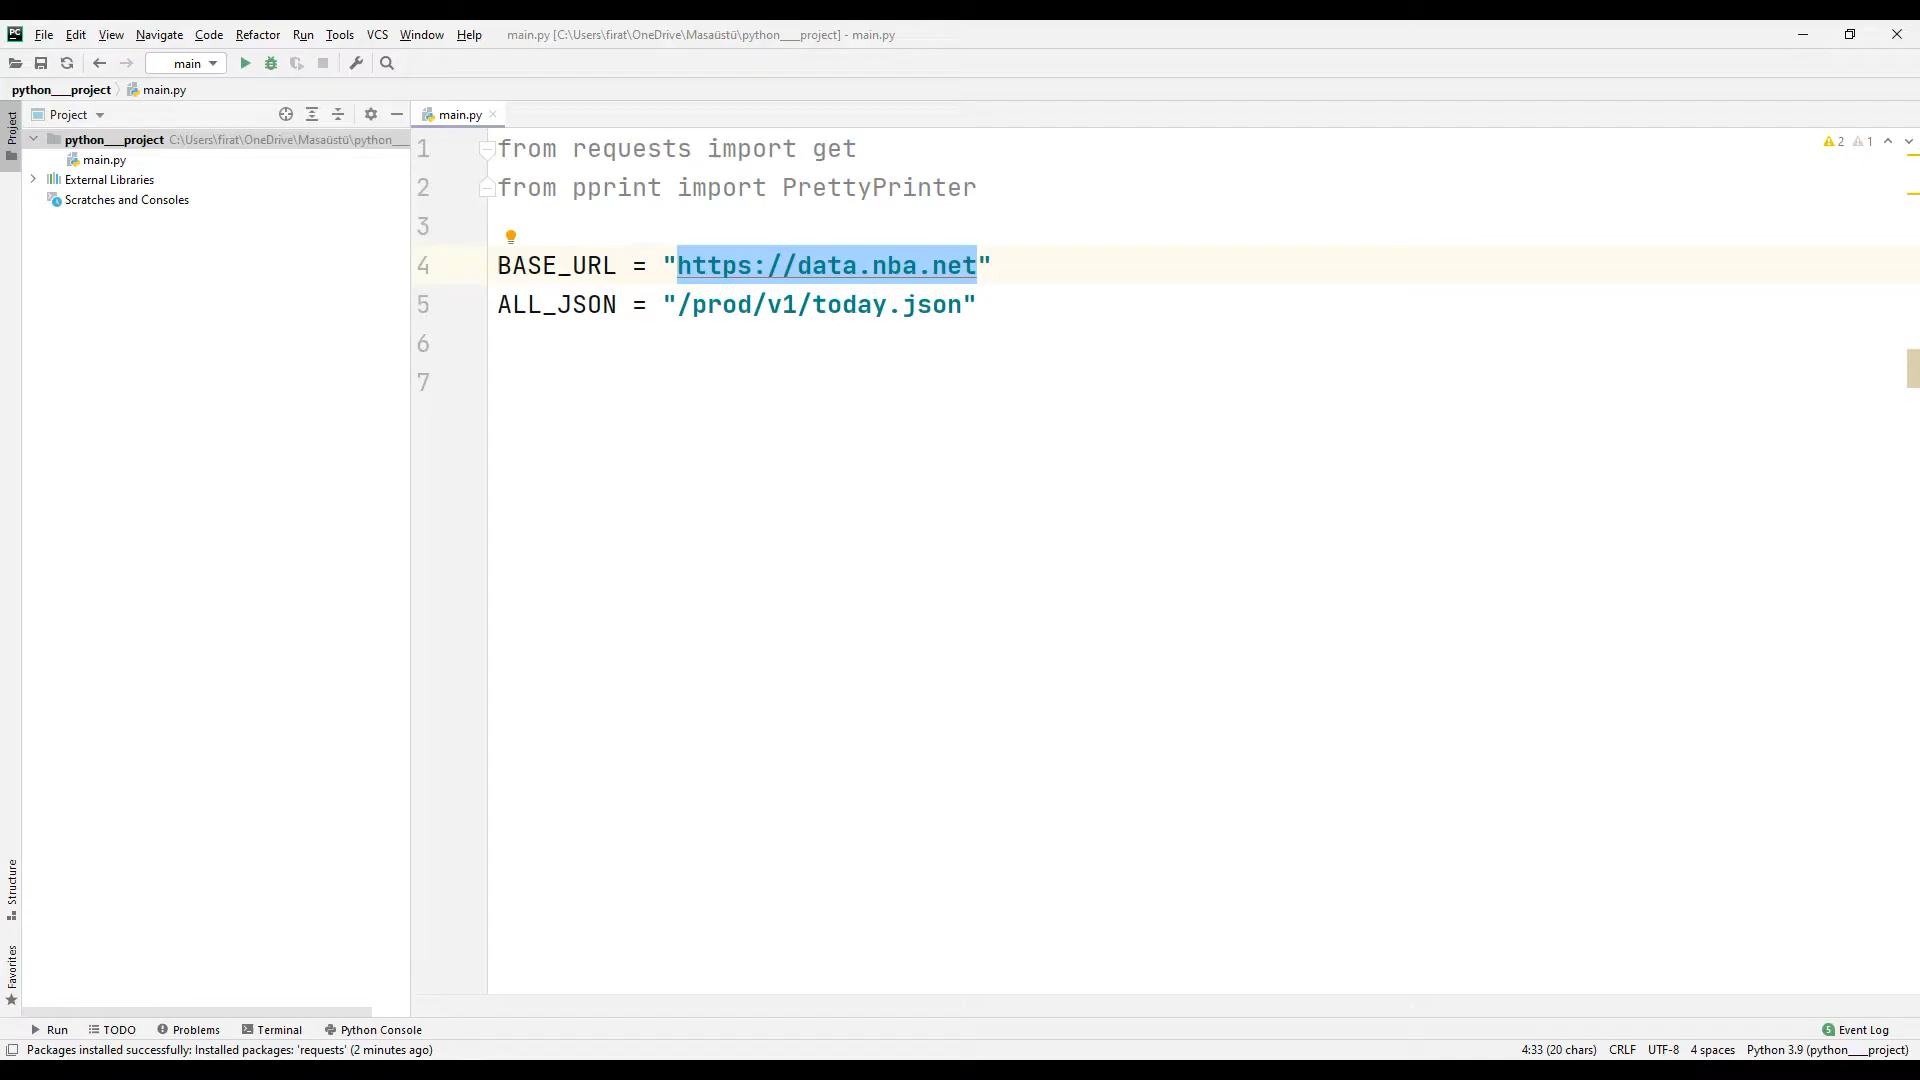 PC File Edit View Navigate Code Refactor Run Tools VCS Window Help main.py [C:\Users\firat\OneDrive\Masaüstü\python___project] - main.py
main
python___project main.py
Project main.py
python___project C:\Users\firat\OneDrive\Masaüstü\python___
main.py
External Libraries
Scratches and Consoles
Project
Structure
Favorites
1 from requests import get
2 from pprint import PrettyPrinter
3
4 BASE_URL = "https://data.nba.net"
5 ALL_JSON = "/prod/v1/today.json"
6
7
2 1
Run TODO Problems Terminal Python Console 5 Event Log
Packages installed successfully: Installed packages: 'requests' (2 minutes ago) 4:33 (20 chars) CRLF UTF-8 4 spaces Python 3.9 (python___project)